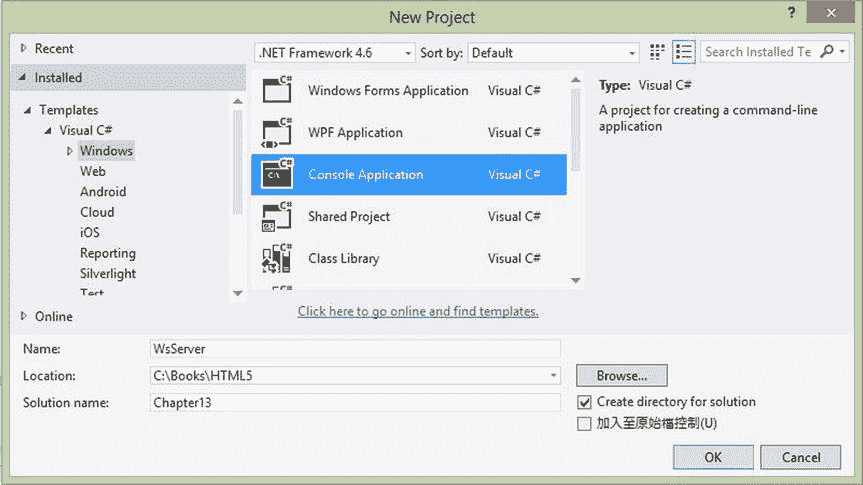 New Project
? ×
Recent
Installed
Templates
Visual C#
Windows
Web
Android
Cloud
iOS
Reporting
Silverlight
Test
Online
.NET Framework 4.6 Sort by: Default Search Installed Te
C# Windows Forms Application Visual C#
C# WPF Application Visual C#
C# C:\ Console Application Visual C#
C# Shared Project Visual C#
C# Class Library Visual C#
C#
Click here to go online and find templates.
Type: Visual C#
A project for creating a command-line
application
Name: WsServer
Location: C:\Books\HTML5 Browse...
Solution name: Chapter13
Create directory for solution
加入至原始檔控制(U)
OK Cancel